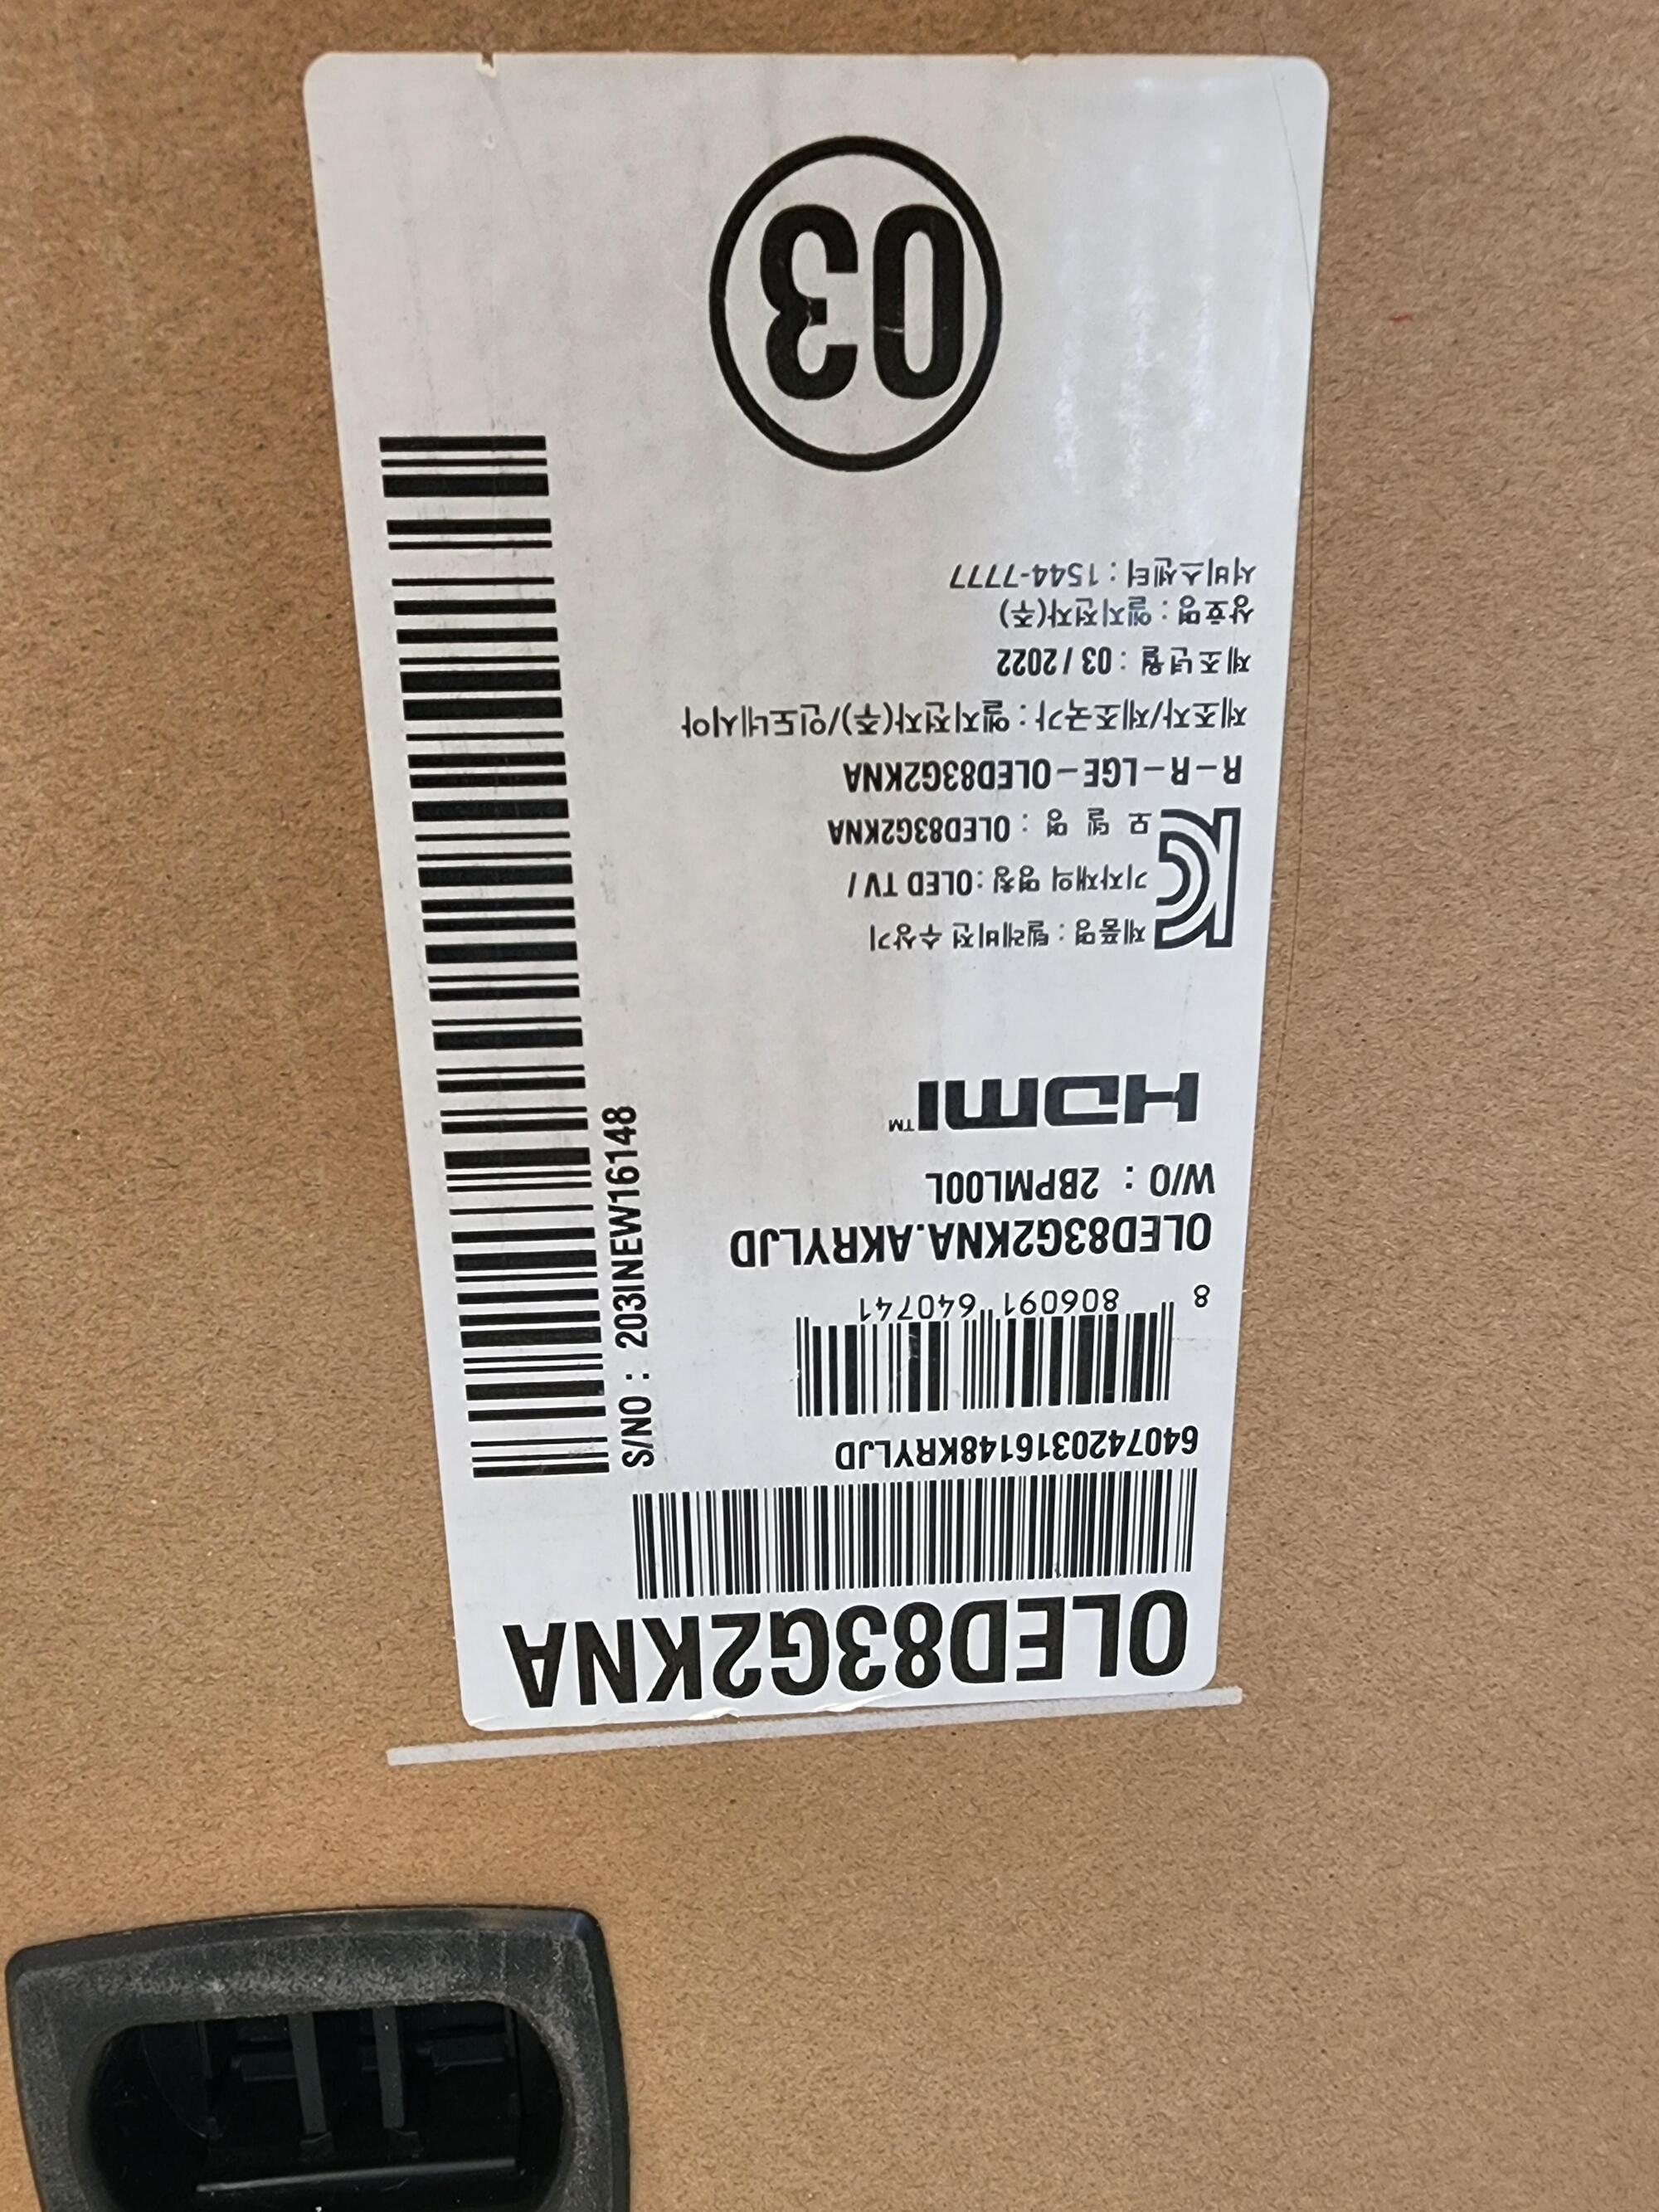 OLED83G2KNA
6407420316148KRYLJD
8 806091 640741
OLED83G2KNA.AKRYLJD
W/O : 2BPML00L
HDMI™
제품명 : 텔레비전 수상기
기자재의 명칭 : OLED TV /
모 델 명 : OLED83G2KNA
R-R-LGE-OLED83G2KNA
제조자/제조국가 : 엘지전자(주)/인도네시아
제조년월 : 03 / 2022
상호명 : 엘지전자(주)
서비스센터 : 1544-7777
03
S/NO : 203INEW16148